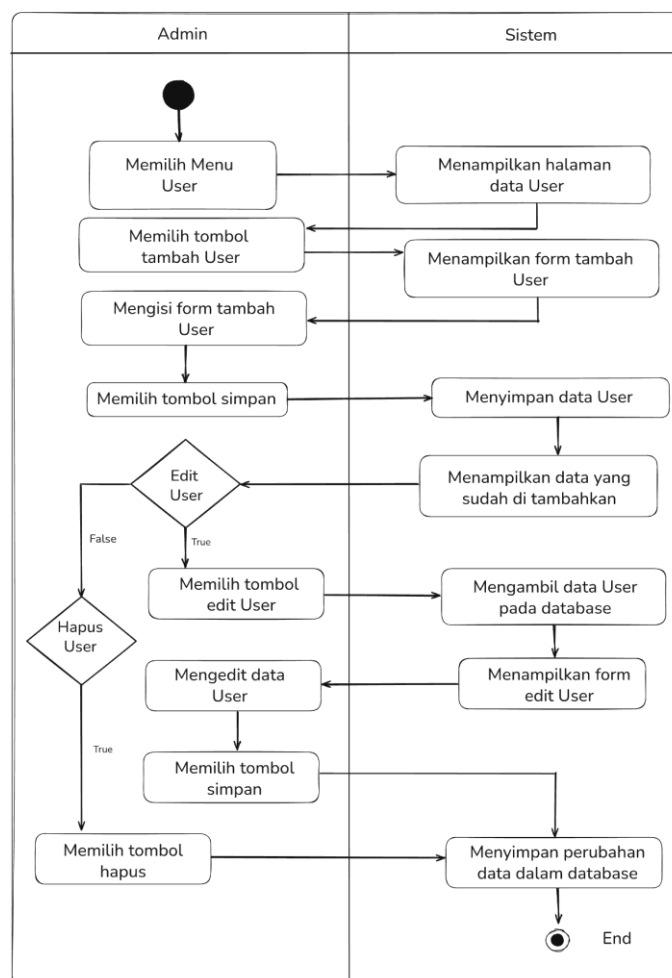 Admin
Sistem
Memilih Menu
User
Menampilkan halaman
data User
Memilih tombol
tambah User
Menampilkan form tambah
User
Mengisi form tambah
User
Memilih tombol simpan
Menyimpan data User
Edit
User
Menampilkan data yang
sudah di tambahkan
False
True
Memilih tombol
edit User
Mengambil data User
pada database
Hapus
User
Mengedit data
User
Menampilkan form
edit User
True
Memilih tombol
simpan
Memilih tombol
hapus
Menyimpan perubahan
data dalam database
End